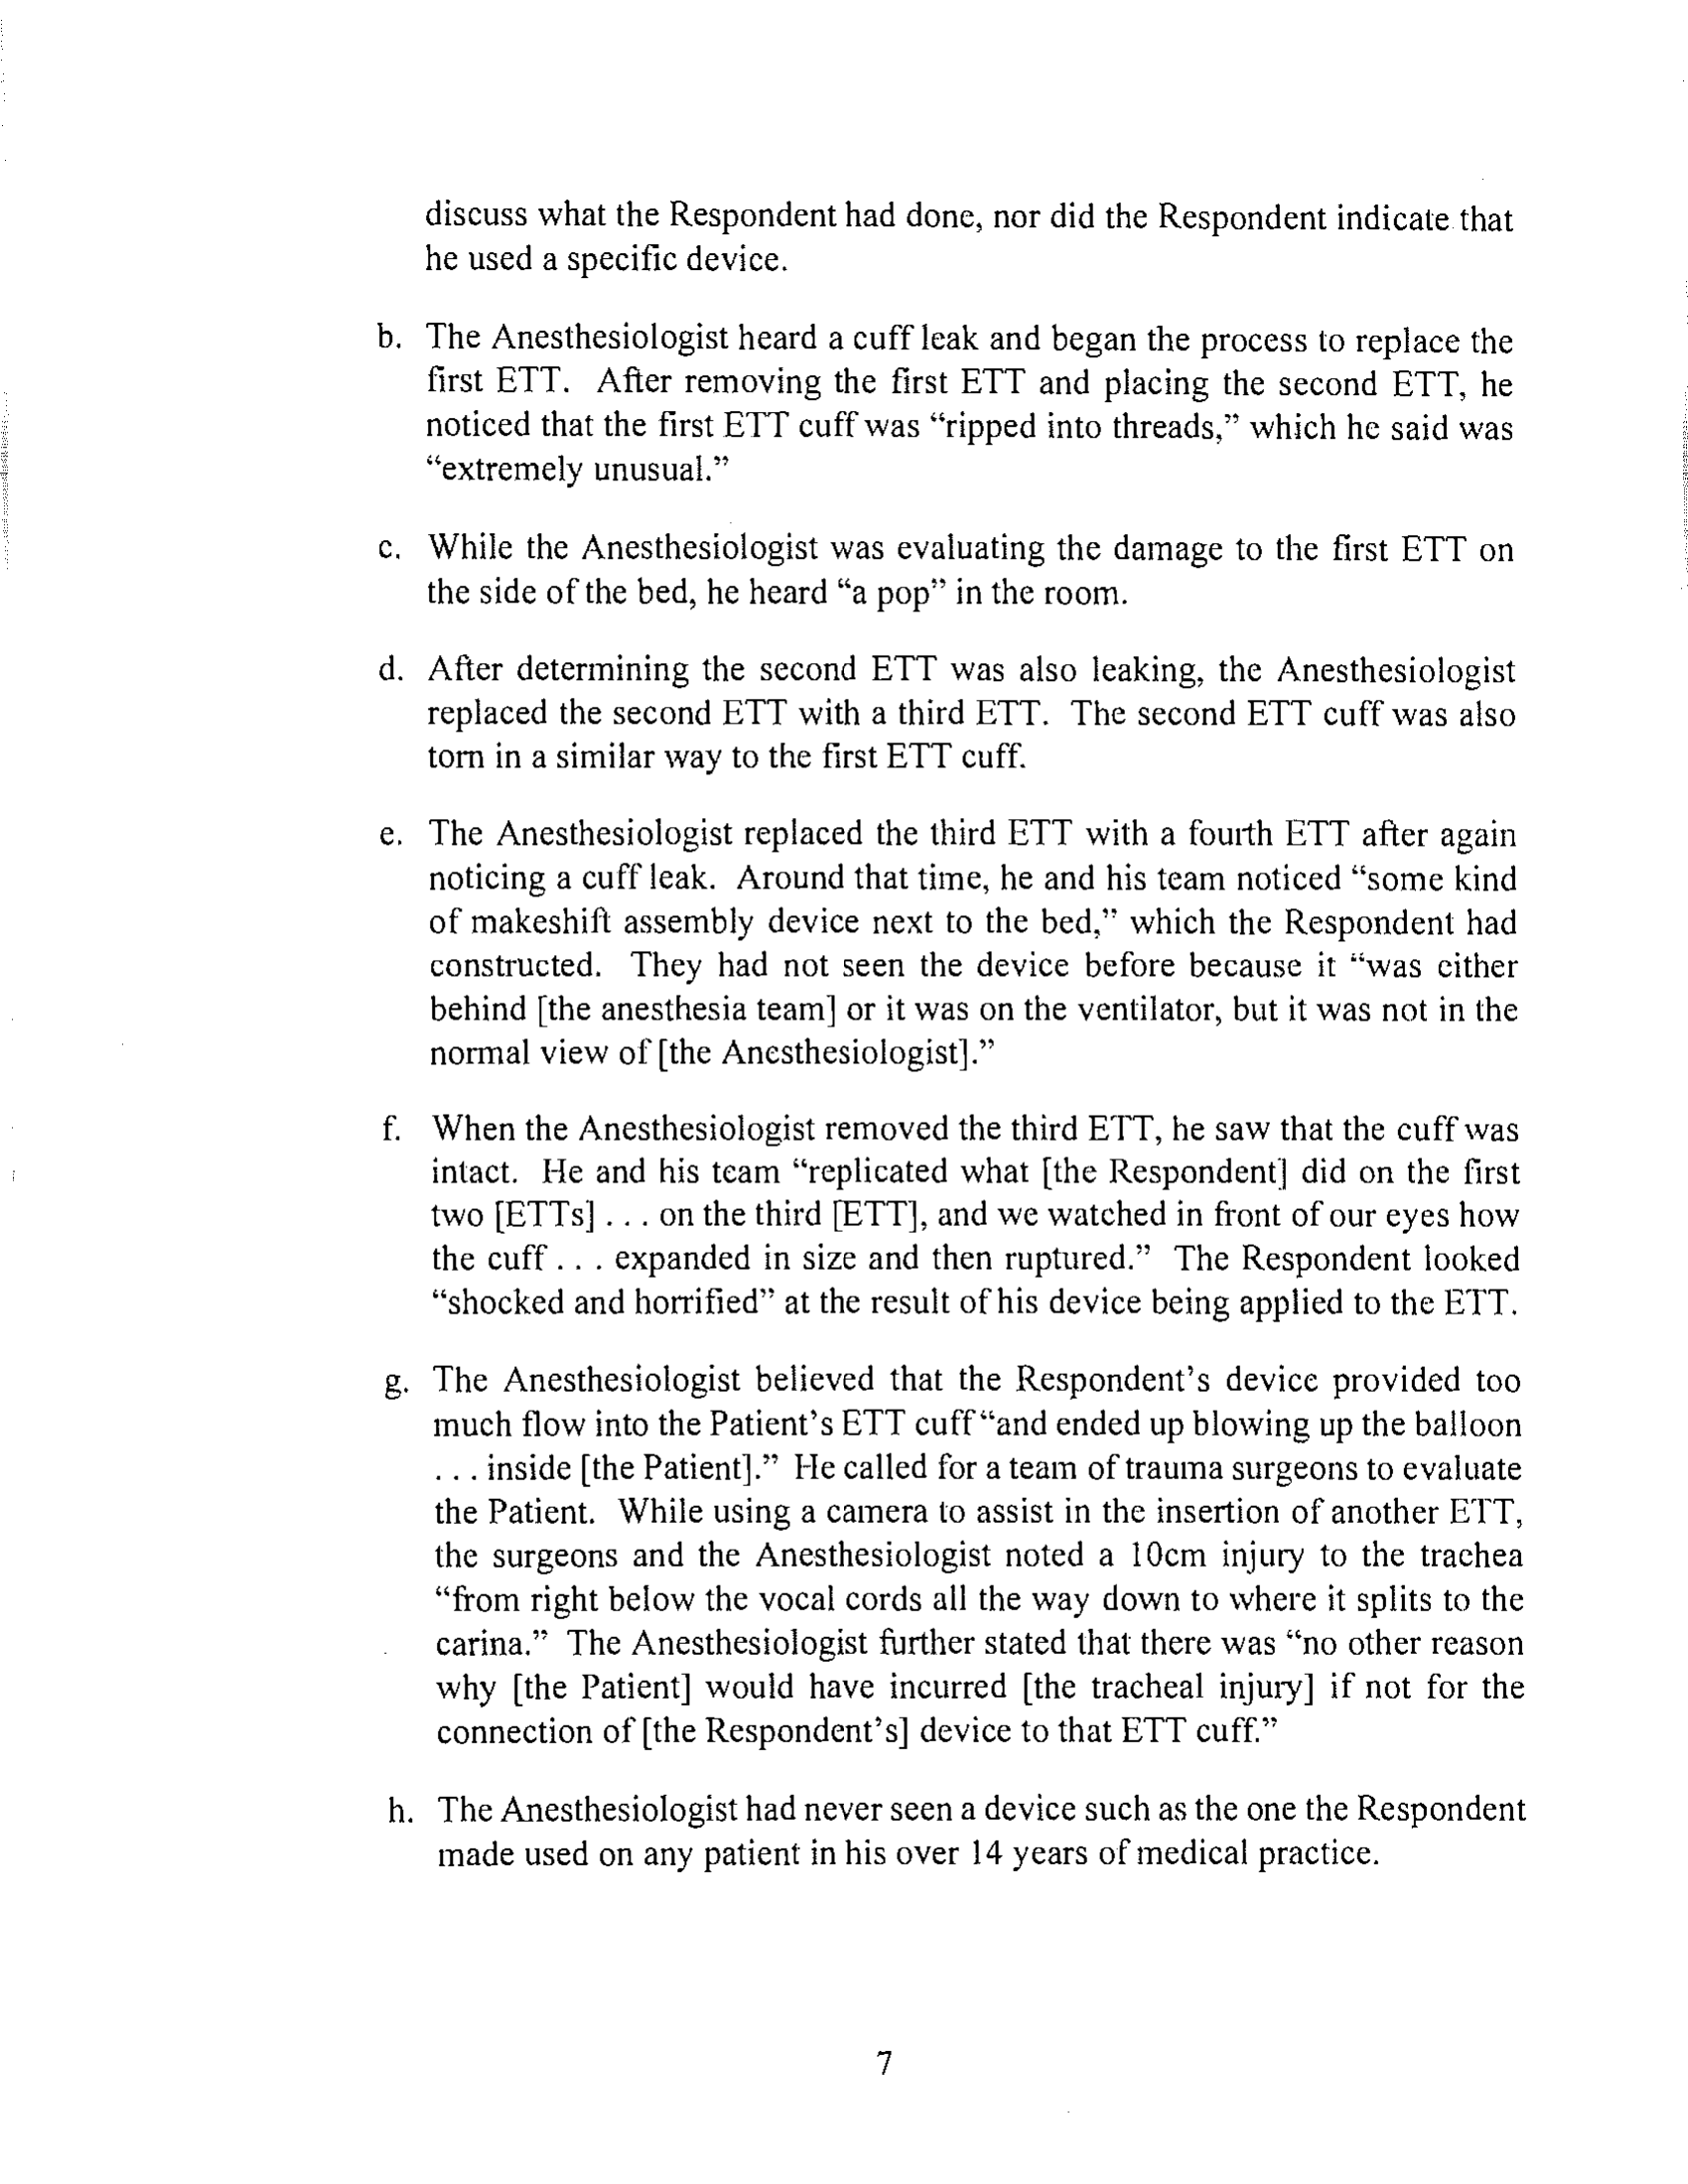 discuss what the Respondent had done, nor did the Respondent indicate that
he used a specific device.
b. The Anesthesiologist heard a cuff leak and began the process to replace the
first ETT. After removing the first ETT and placing the second ETT, he
noticed that the first ETT cuff was “ripped into threads,” which he said was
“extremely unusual.”
c. While the Anesthesiologist was evaluating the damage to the first ETT on
the side of the bed, he heard “a pop” in the room.
d. After determining the second ETT was also leaking, the Anesthesiologist
replaced the second ETT with a third ETT. The second ETT cuff was also
torn in a similar way to the first ETT cuff.
e. The Anesthesiologist replaced the third ETT with a fourth ETT after again
noticing a cuff leak. Around that time, he and his team noticed “some kind
of makeshift assembly device next to the bed,” which the Respondent had
constructed. They had not seen the device before because it “was either
behind [the anesthesia team] or it was on the ventilator, but it was not in the
normal view of [the Anesthesiologist].”
f. When the Anesthesiologist removed the third ETT, he saw that the cuff was
intact. He and his team “replicated what [the Respondent] did on the first
two [ETTs] . . . on the third [ETT], and we watched in front of our eyes how
the cuff . . . expanded in size and then ruptured.” The Respondent looked
“shocked and horrified” at the result of his device being applied to the ETT.
g. The Anesthesiologist believed that the Respondent’s device provided too
much flow into the Patient’s ETT cuff “and ended up blowing up the balloon
. . . inside [the Patient].” He called for a team of trauma surgeons to evaluate
the Patient. While using a camera to assist in the insertion of another ETT,
the surgeons and the Anesthesiologist noted a 10cm injury to the trachea
“from right below the vocal cords all the way down to where it splits to the
carina.” The Anesthesiologist further stated that there was “no other reason
why [the Patient] would have incurred [the tracheal injury] if not for the
connection of [the Respondent’s] device to that ETT cuff.”
h. The Anesthesiologist had never seen a device such as the one the Respondent
made used on any patient in his over 14 years of medical practice.
7